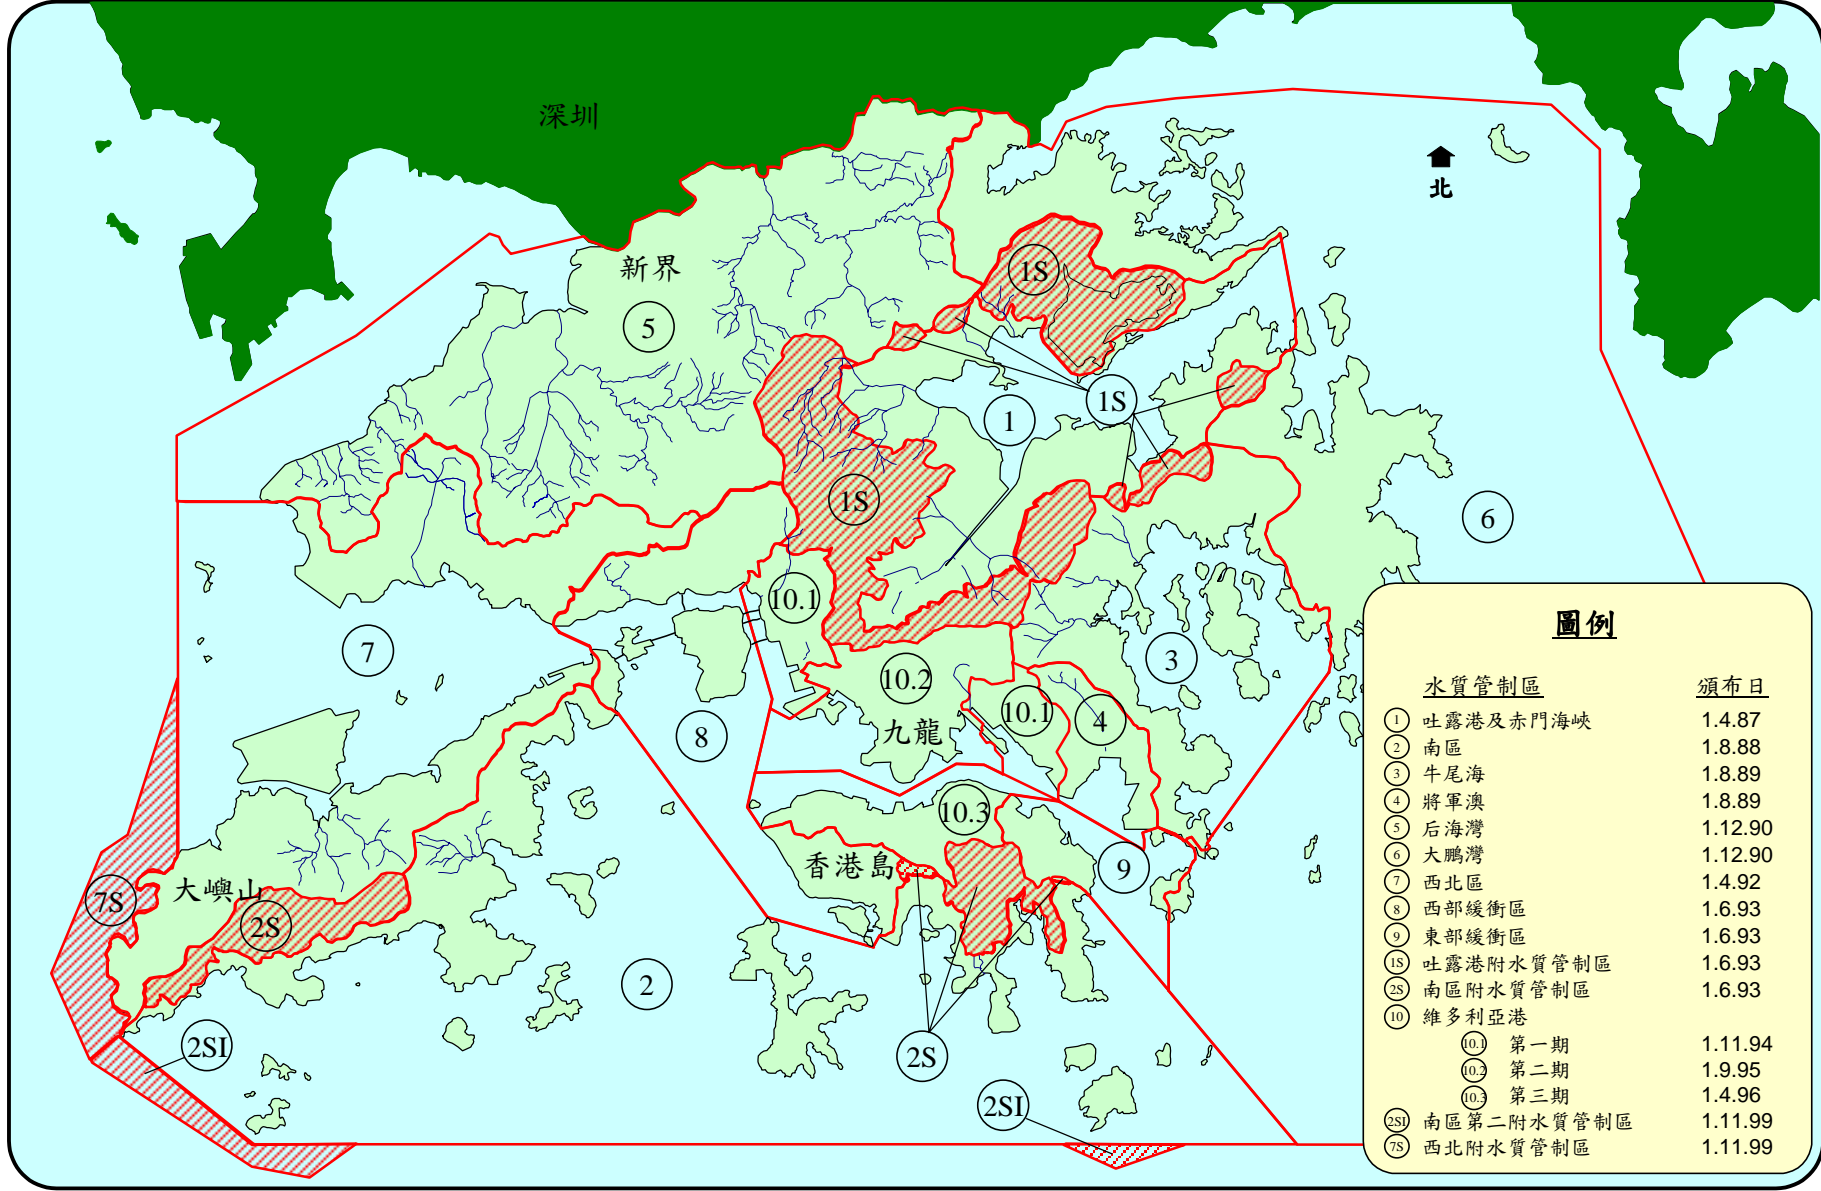 深圳
北
新界
1S
5
1S
1
1S
6
10.1
7
3
10.2
10.1
4
九龍
8
10.3
香港島
9
7S
大嶼山
2S
2
2SI
2S
2SI
圖例
水質管制區 頒布日
1 吐露港及赤門海峽 1.4.87
2 南區 1.8.88
3 牛尾海 1.8.89
4 將軍澳 1.8.89
5 后海灣 1.12.90
6 大鵬灣 1.12.90
7 西北區 1.4.92
8 西部緩衝區 1.6.93
9 東部緩衝區 1.6.93
1S 吐露港附水質管制區 1.6.93
2S 南區附水質管制區 1.6.93
10 維多利亞港
10.1 第一期 1.11.94
10.2 第二期 1.9.95
10.3 第三期 1.4.96
2SI 南區第二附水質管制區 1.11.99
7S 西北附水質管制區 1.11.99